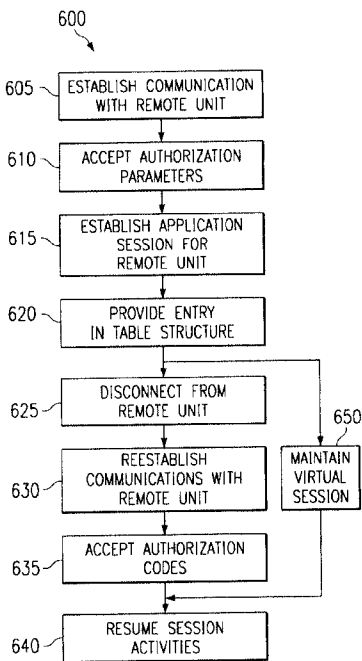 600
605
ESTABLISH COMMUNICATION
WITH REMOTE UNIT
610
ACCEPT AUTHORIZATION
PARAMETERS
615
ESTABLISH APPLICATION
SESSION FOR
REMOTE UNIT
620
PROVIDE ENTRY
IN TABLE STRUCTURE
625
DISCONNECT FROM
REMOTE UNIT
650
MAINTAIN
VIRTUAL
SESSION
630
REESTABLISH
COMMUNICATIONS WITH
REMOTE UNIT
635
ACCEPT AUTHORIZATION
CODES
640
RESUME SESSION
ACTIVITIES